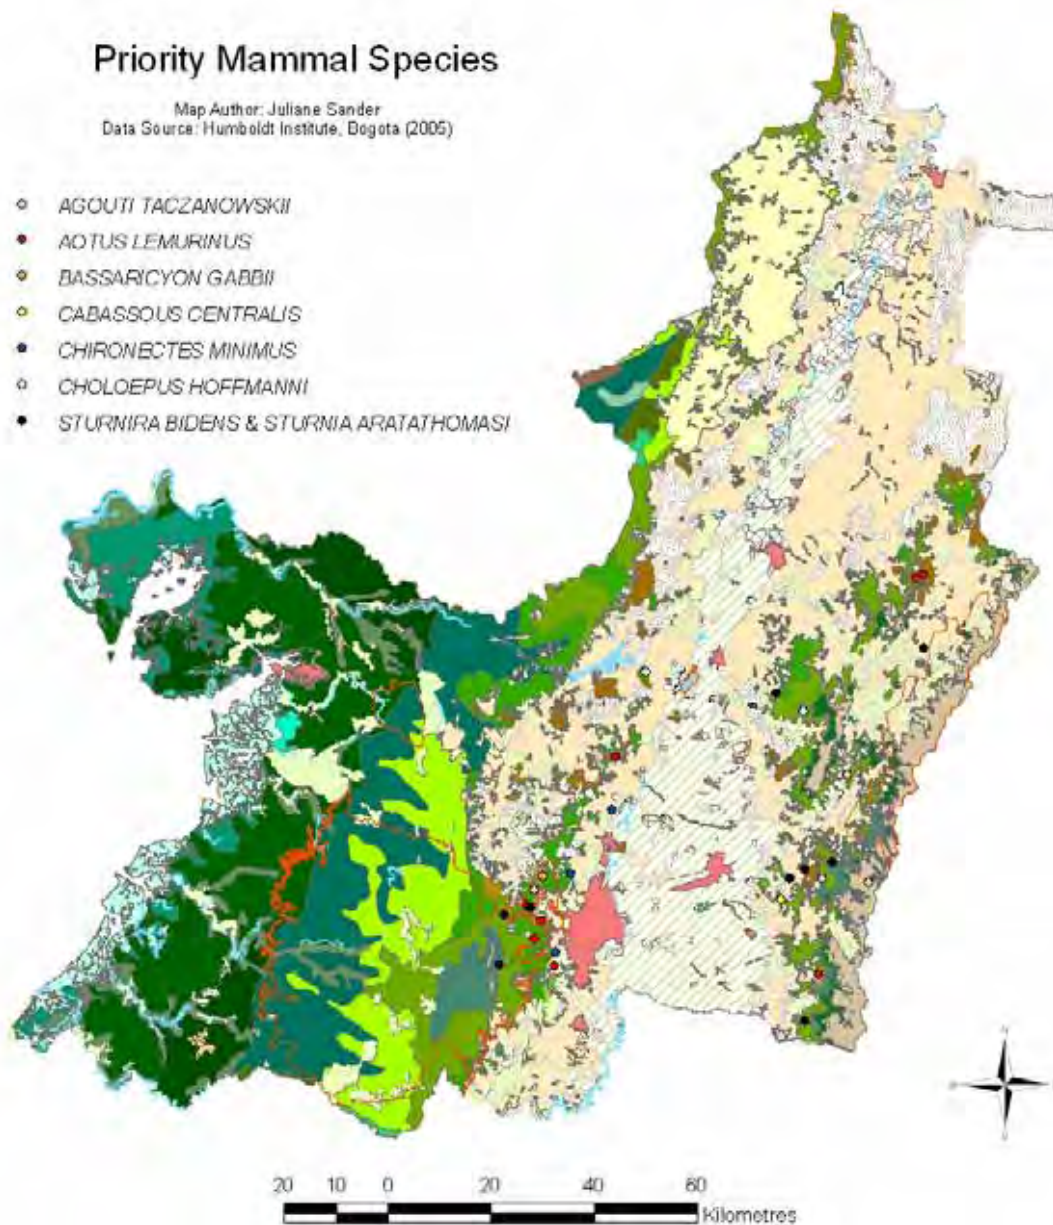 Priority Mammal Species
Map Author: Juliane Sander
Data Source: Humboldt Institute, Bogota (2005)
AGOUTI TACZANOWSKII
AOTUS LEMURINUS
BASSARICYON GABBII
CABASSOUS CENTRALIS
CHIRONECTES MINIMUS
CHOLOEPUS HOFFMANNI
STURNIRA BIDENS & STURNIA ARATATHOMASI
20 10 0 20 40 60
Kilometres